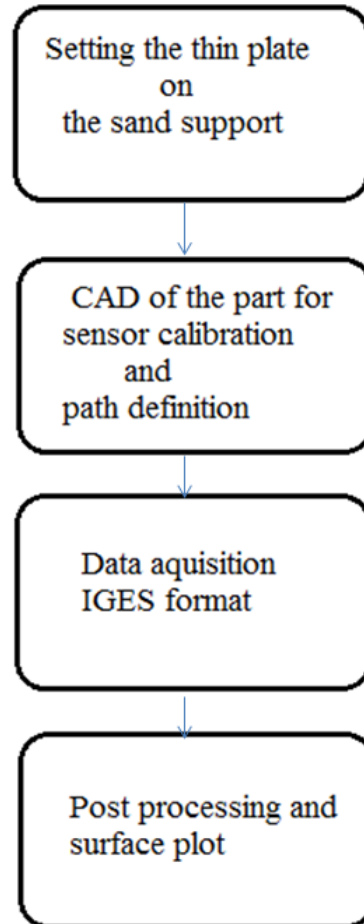 Setting the thin plate
on
the sand support
CAD of the part for
sensor calibration
and
path definition
Data aquisition
IGES format
Post processing and
surface plot